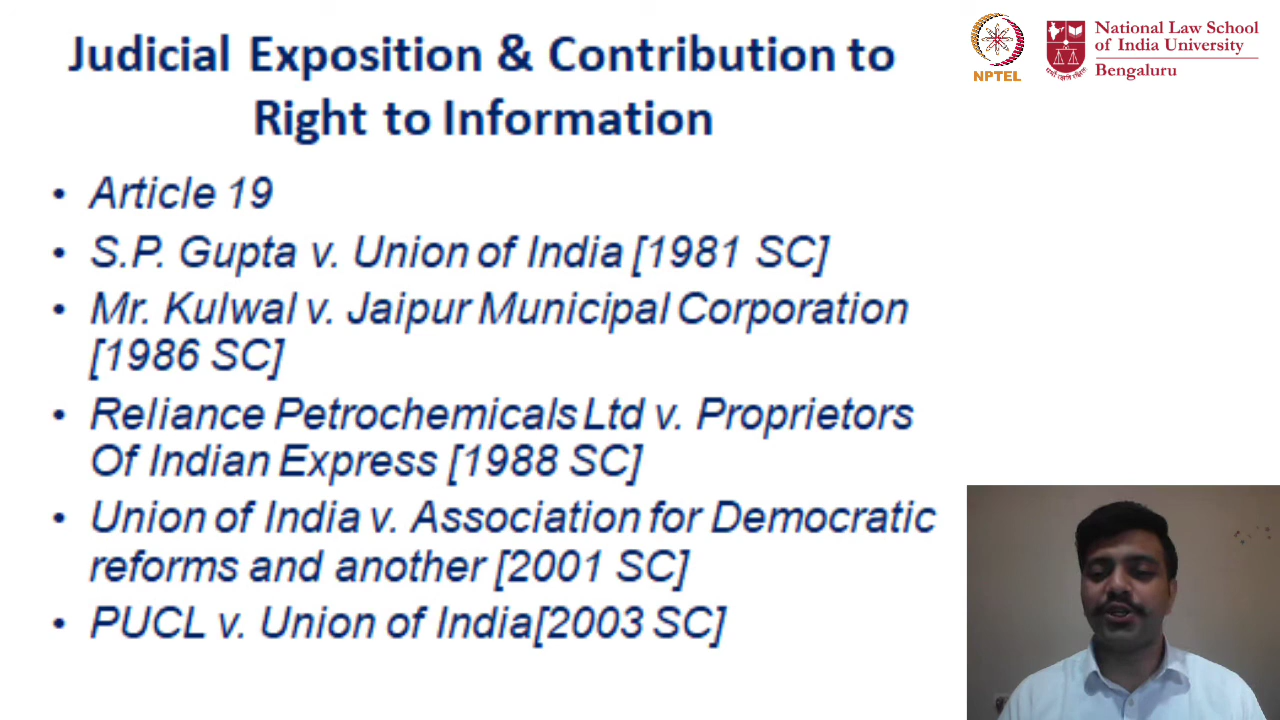 Judicial Exposition & Contribution to
Right to Information
• Article 19
• S.P. Gupta v. Union of India [1981 SC]
• Mr. Kulwal v. Jaipur Municipal Corporation
[1986 SC]
• Reliance Petrochemicals Ltd v. Proprietors
Of Indian Express [1988 SC]
• Union of India v. Association for Democratic
reforms and another [2001 SC]
• PUCL v. Union of India[2003 SC]
NPTEL
National Law School
of India University
Bengaluru